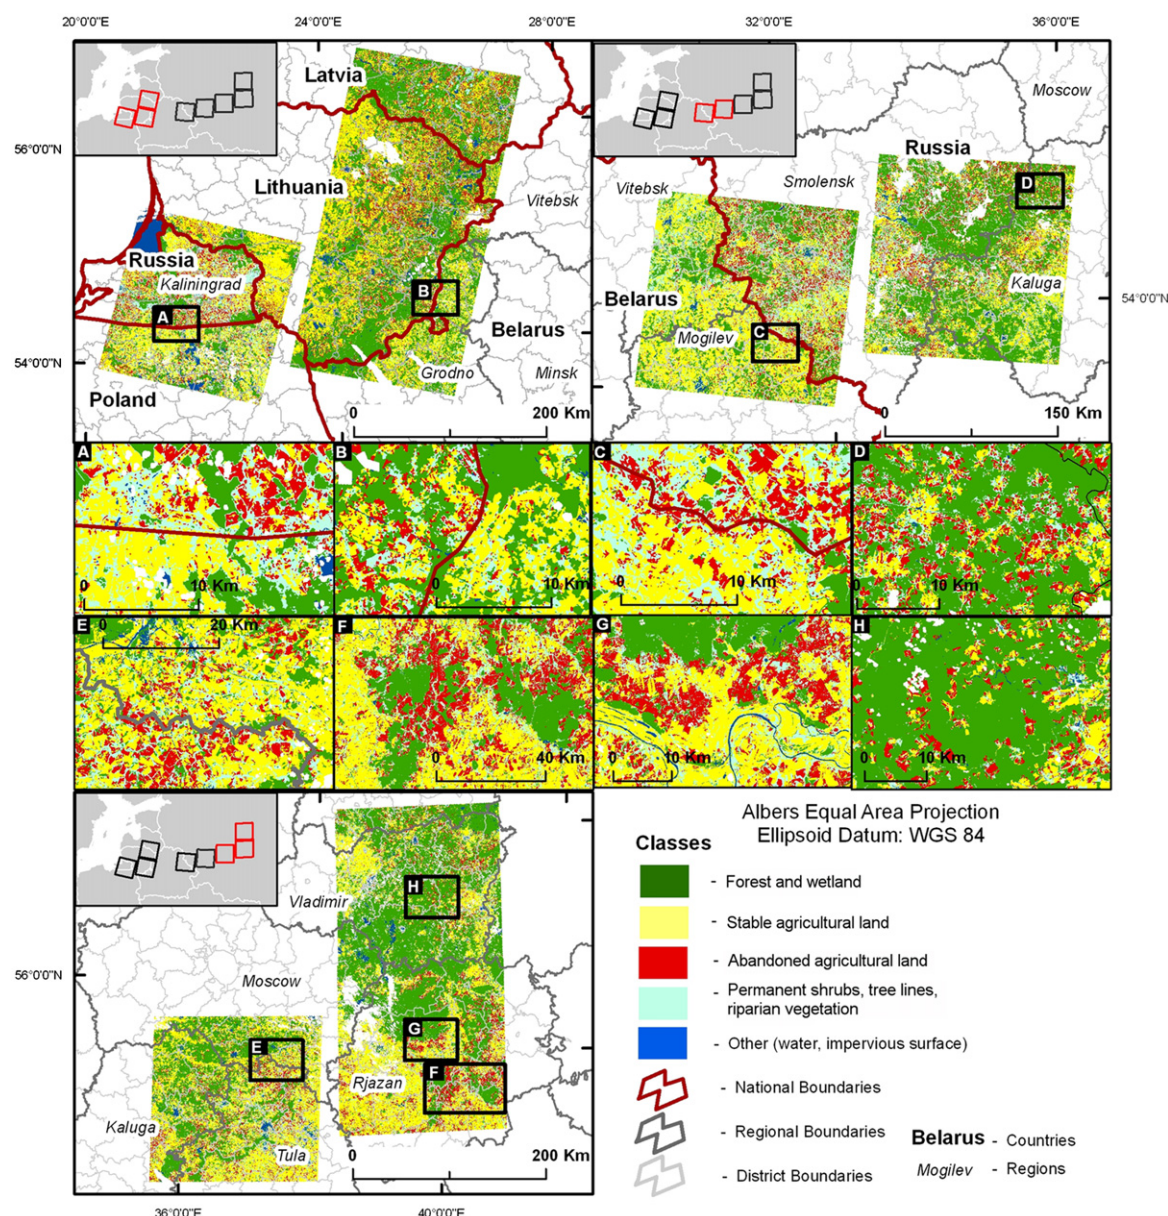 20°0'0"E
24°0'0"E
28°0'0"E
32°0'0"E
36°0'0"E
56°0'0"N
54°0'0"N
Latvia
Lithuania
Vitebsk
Russia
Kaliningrad
A
B
Belarus
Grodno
Minsk
Poland
0
200 Km
Moscow
Russia
Vitebsk
Smolensk
D
Kaluga
Belarus
Mogilev
C
0
150 Km
54°0'0"N
A
0
10 Km
B
0
10 Km
C
0
10 Km
D
0
10 Km
E
0
20 Km
F
0
40 Km
G
0
10 Km
H
0
10 Km
H
Vladimir
56°0'0"N
Moscow
G
E
F
Rjazan
Kaluga
Tula
0
200 Km
36°0'0"E
40°0'0"E
Albers Equal Area Projection
Ellipsoid Datum: WGS 84
Classes
- Forest and wetland
- Stable agricultural land
- Abandoned agricultural land
- Permanent shrubs, tree lines,
riparian vegetation
- Other (water, impervious surface)
- National Boundaries
- Regional Boundaries
- District Boundaries
Belarus - Countries
Mogilev - Regions